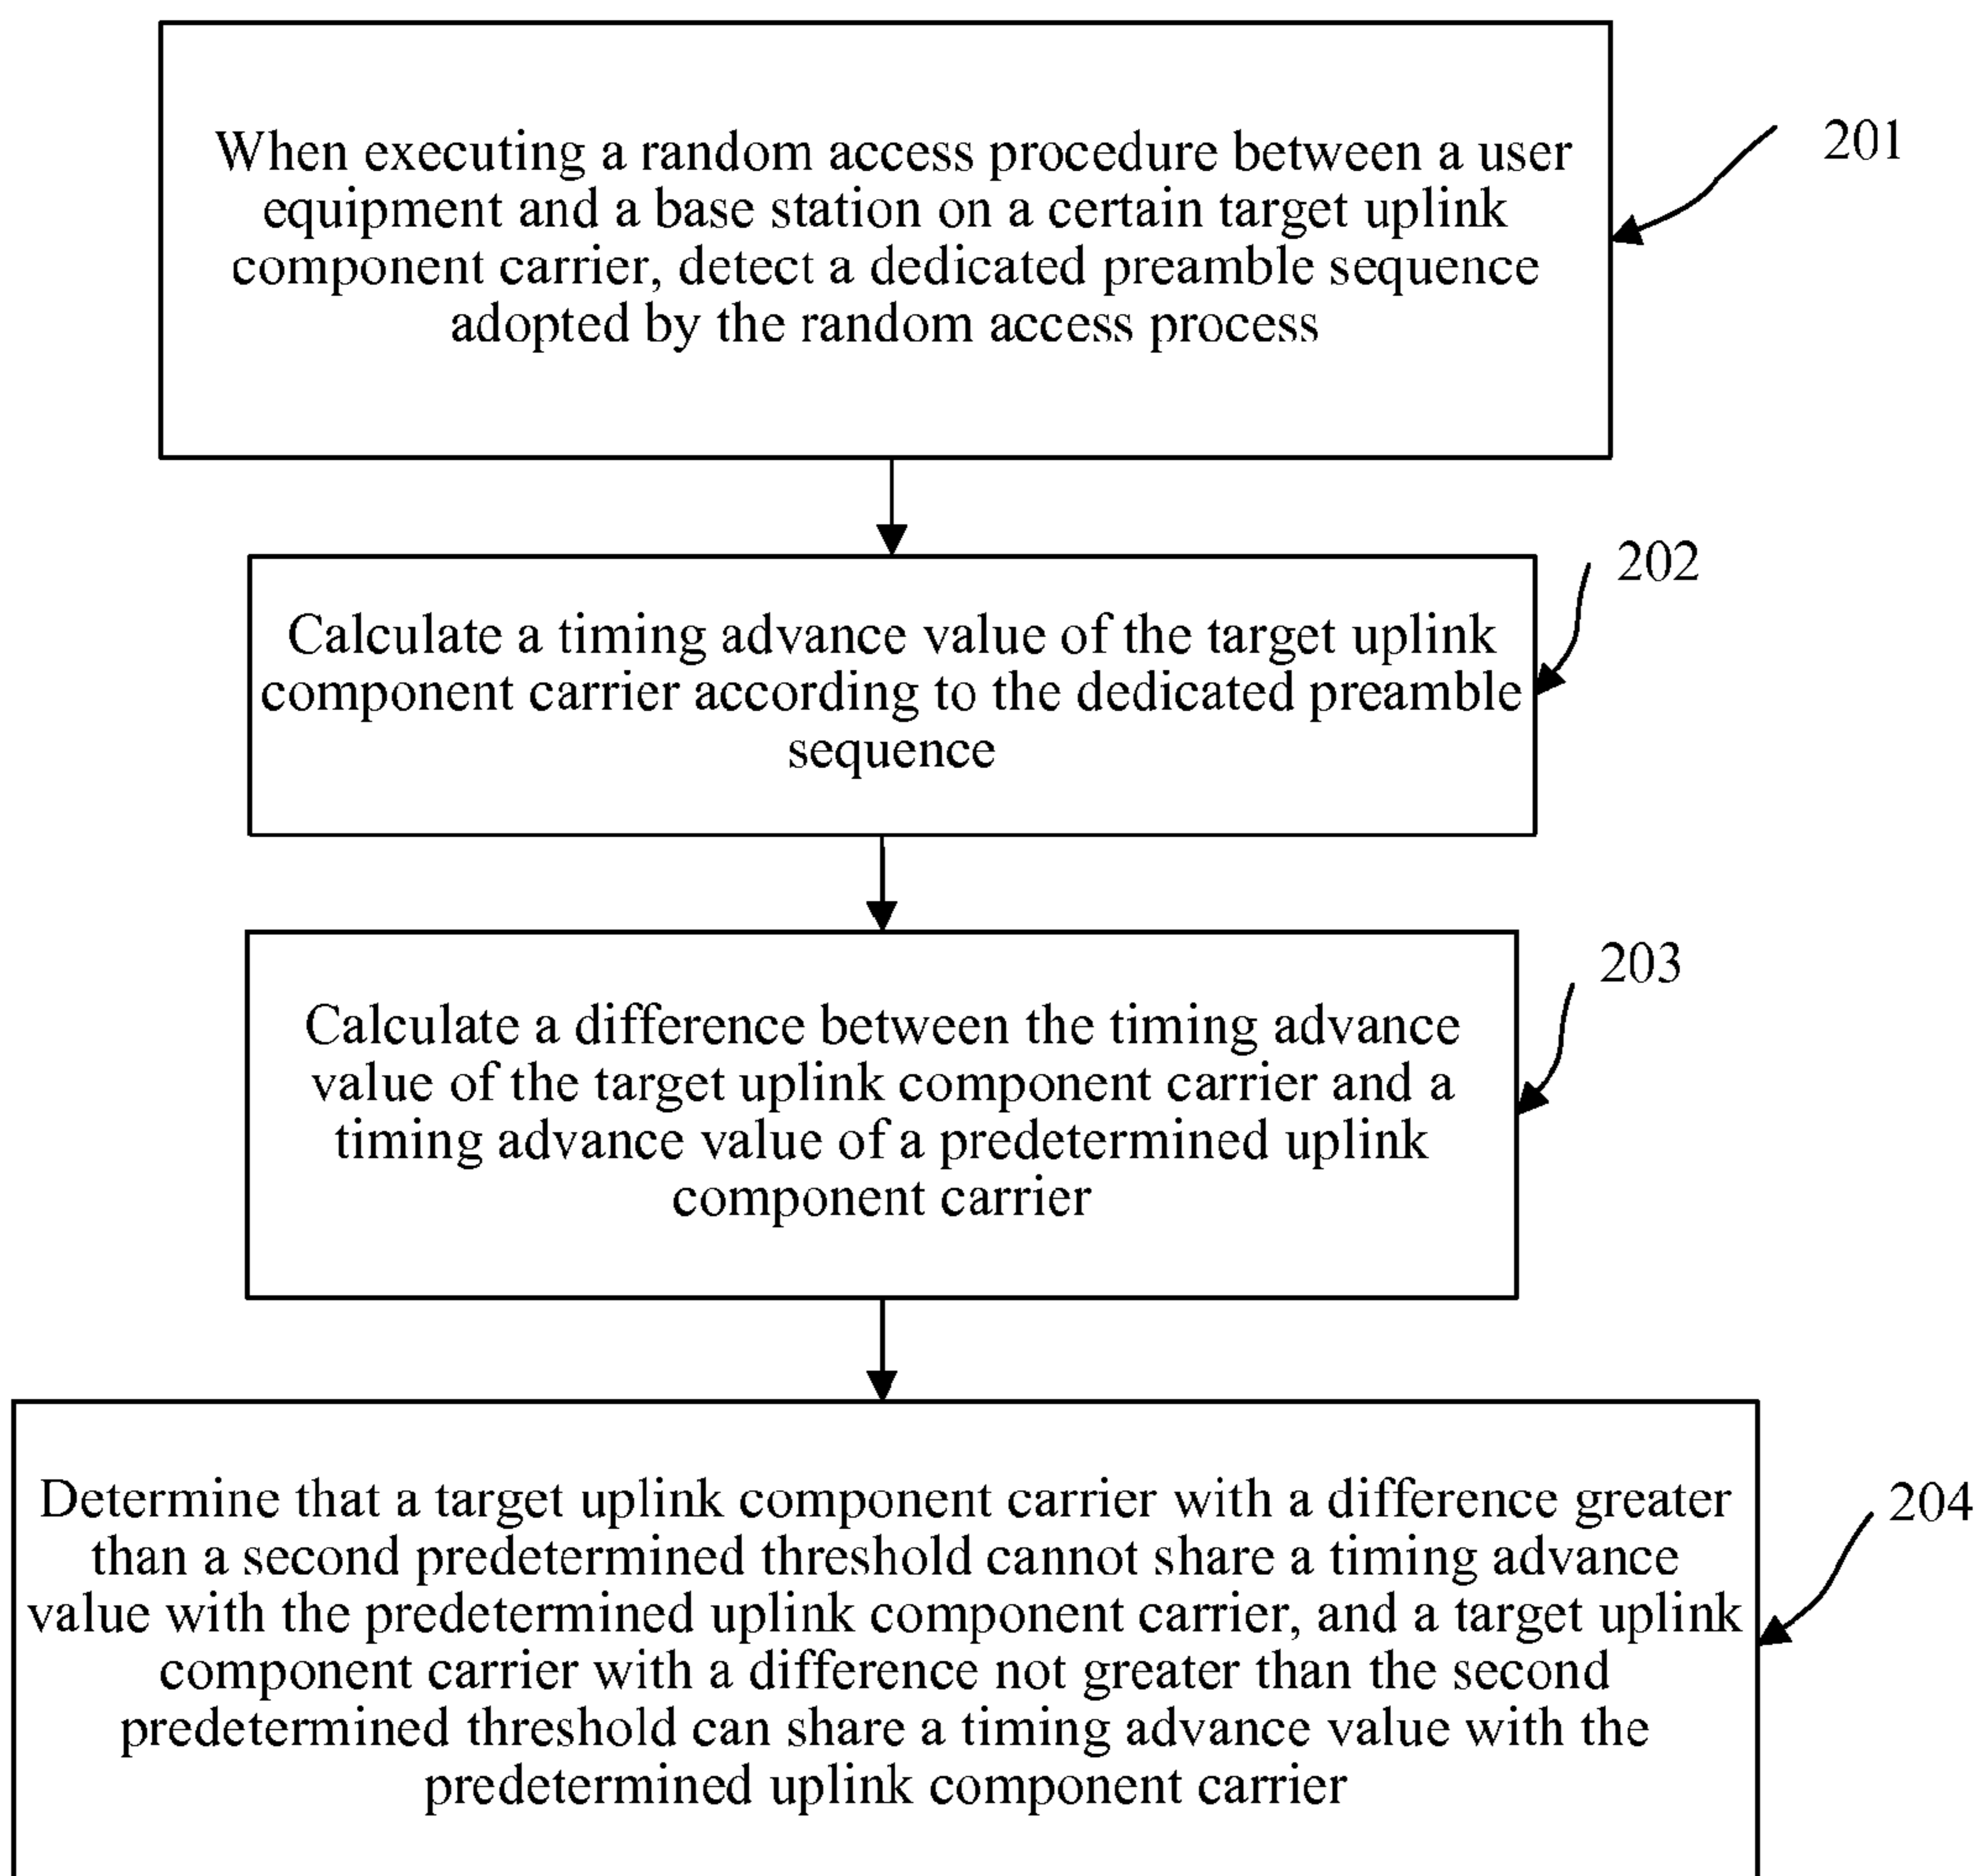 When executing a random access procedure between a user
equipment and a base station on a certain target uplink
component carrier, detect a dedicated preamble sequence
adopted by the random access process
201
Calculate a timing advance value of the target uplink
component carrier according to the dedicated preamble
sequence
202
Calculate a difference between the timing advance
value of the target uplink component carrier and a
timing advance value of a predetermined uplink
component carrier
203
Determine that a target uplink component carrier with a difference greater
than a second predetermined threshold cannot share a timing advance
value with the predetermined uplink component carrier, and a target uplink
component carrier with a difference not greater than the second
predetermined threshold can share a timing advance value with the
predetermined uplink component carrier
204